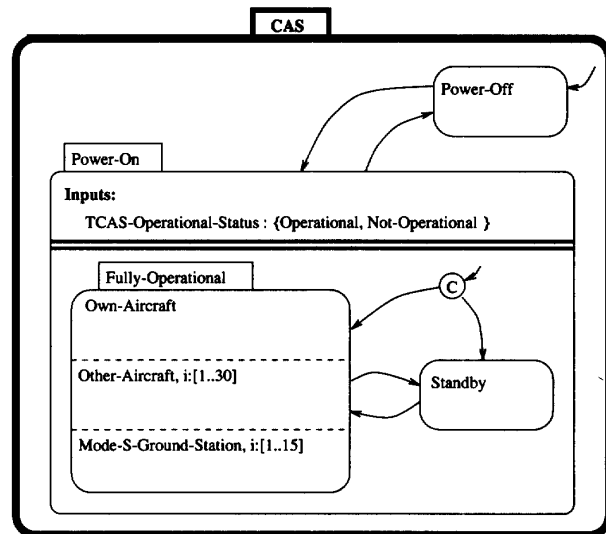 CAS
Power-Off
Power-On
Inputs:
TCAS-Operational-Status : {Operational, Not-Operational }
Fully-Operational
C
Own-Aircraft
Other-Aircraft, i:[1..30]
Standby
Mode-S-Ground-Station, i:[1..15]